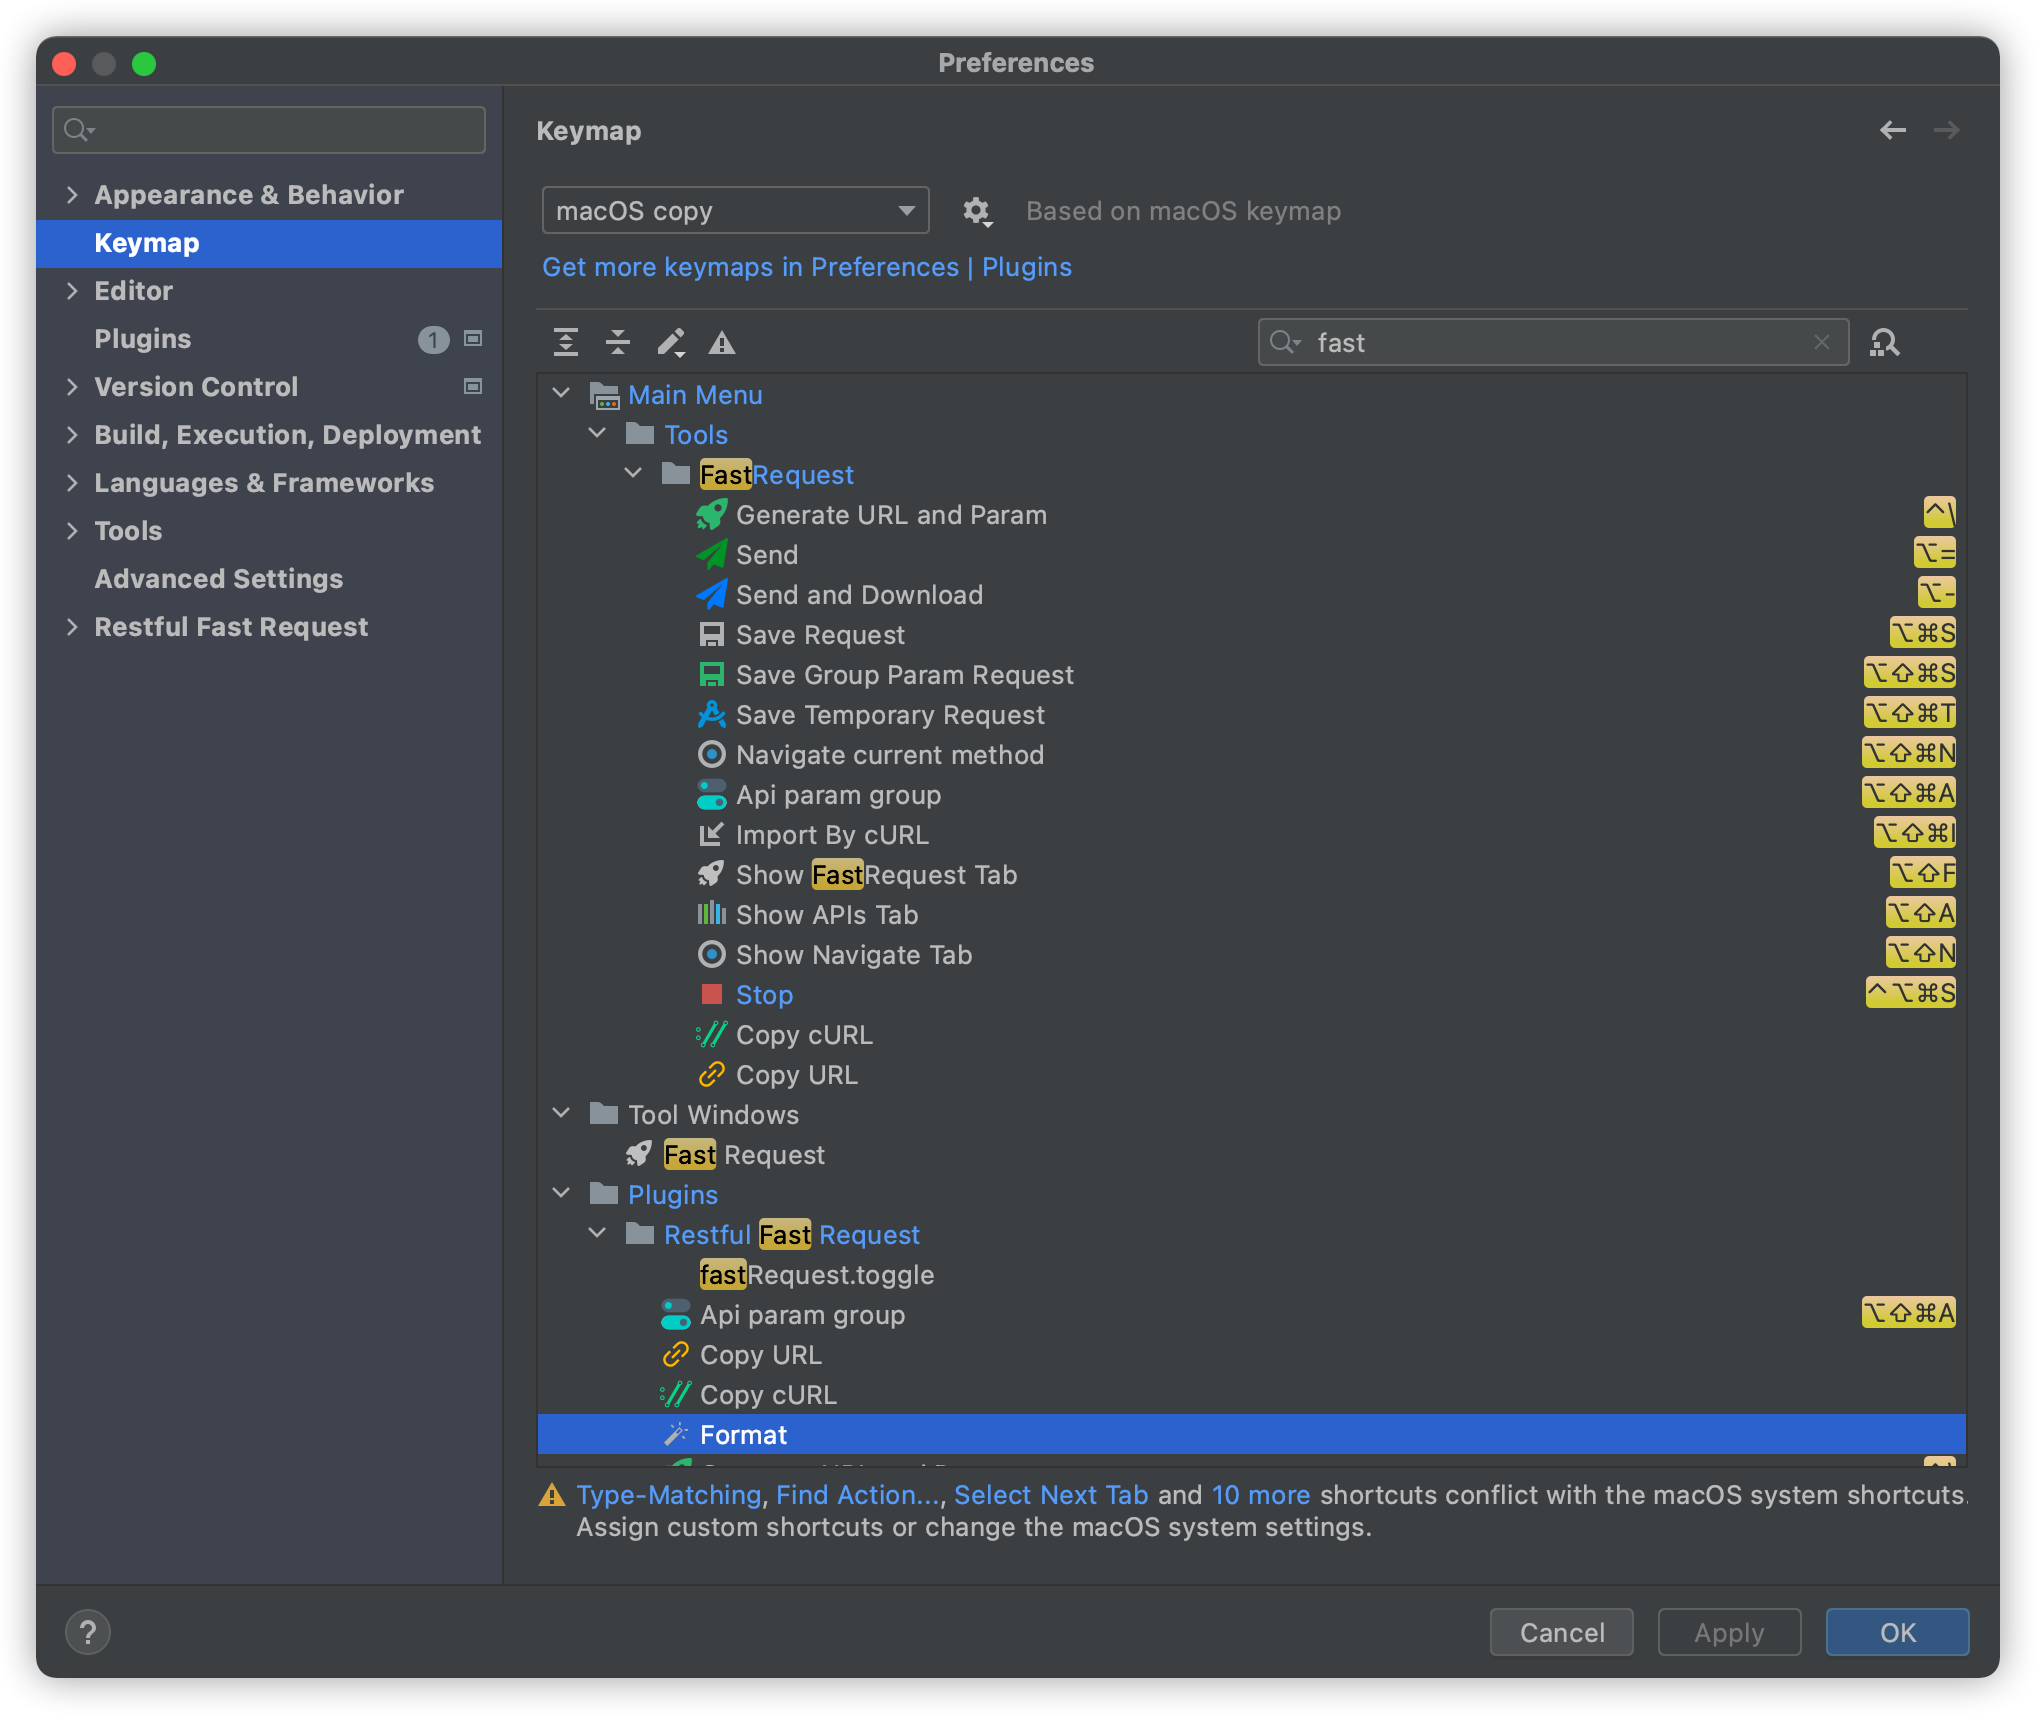 Preferences
Appearance & Behavior
Keymap
Editor
Plugins 1
Version Control
Build, Execution, Deployment
Languages & Frameworks
Tools
Advanced Settings
Restful Fast Request
Keymap
macOS copy
Based on macOS keymap
Get more keymaps in Preferences | Plugins
fast
Main Menu
Tools
FastRequest
Generate URL and Param ^\
Send ⌥=
Send and Download ⌥-
Save Request ⌥⌘S
Save Group Param Request ⌥⇧⌘S
Save Temporary Request ⌥⇧⌘T
Navigate current method ⌥⇧⌘N
Api param group ⌥⇧⌘A
Import By cURL ⌥⇧⌘I
Show FastRequest Tab ⌥⇧F
Show APIs Tab ⌥⇧A
Show Navigate Tab ⌥⇧N
Stop ^⌥⌘S
Copy cURL
Copy URL
Tool Windows
Fast Request
Plugins
Restful Fast Request
fastRequest.toggle
Api param group ⌥⇧⌘A
Copy URL
Copy cURL
Format
Type-Matching, Find Action..., Select Next Tab and 10 more shortcuts conflict with the macOS system shortcuts.
Assign custom shortcuts or change the macOS system settings.
?
Cancel
Apply
OK